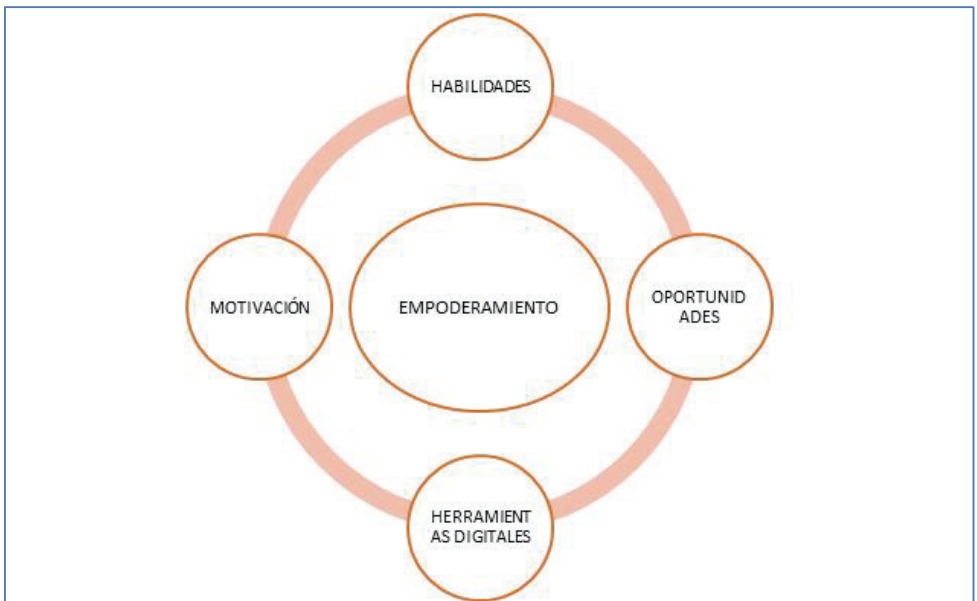 HABILIDADES
MOTIVACIÓN
EMPODERAMIENTO
OPORTUNID
ADES
HERRAMIENT
AS DIGITALES